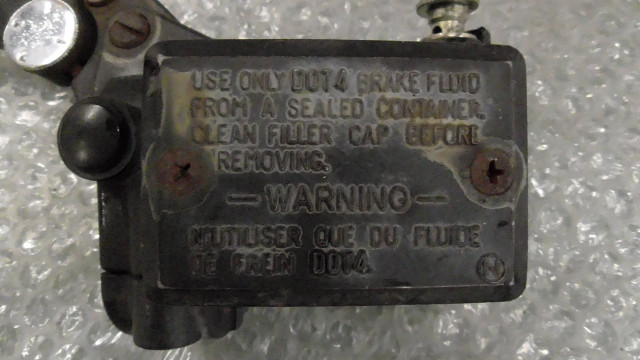 USE ONLY DOT4 BRAKE FLUID
FROM A SEALED CONTAINER.
CLEAN FILLER CAP BEFORE
REMOVING.
— WARNING —
N'UTILISER QUE DU FLUIDE
DE FREIN DOT4.
N